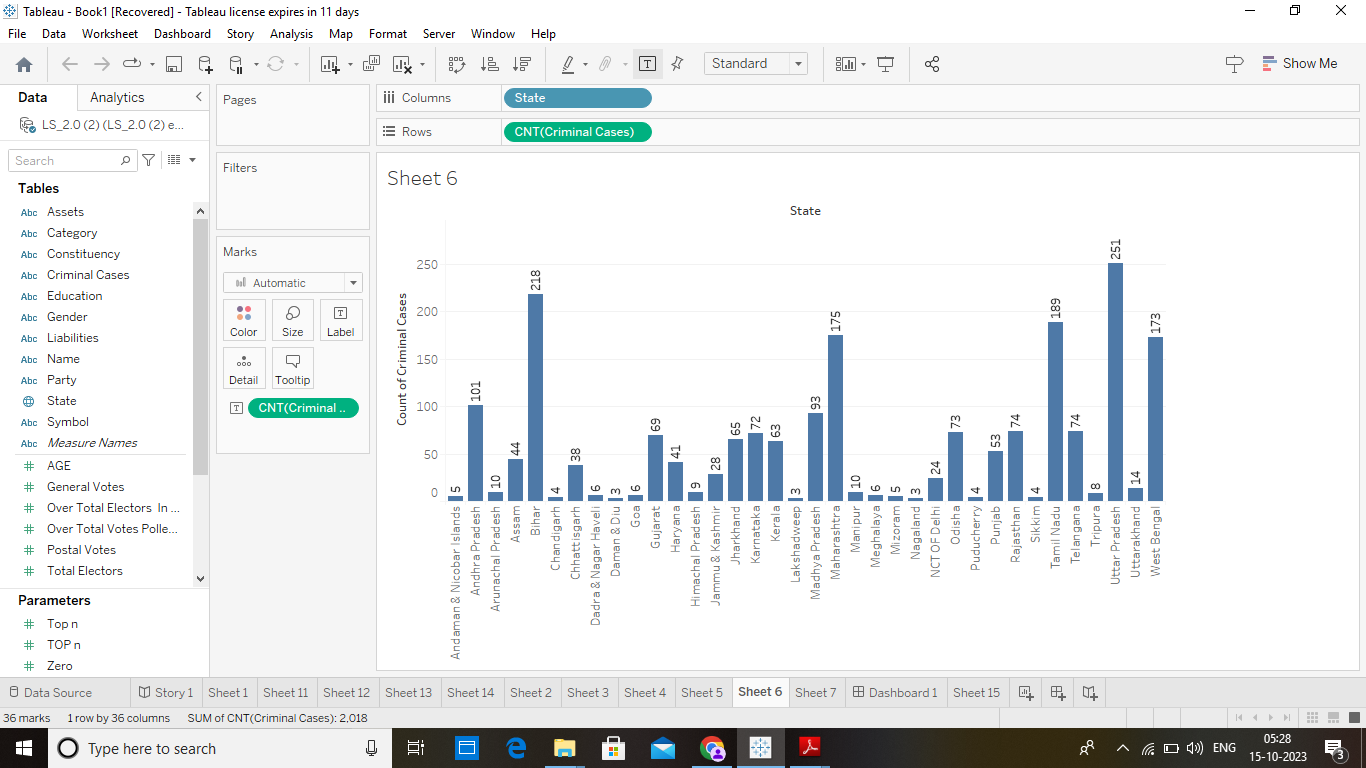 Tableau - Book1 [Recovered] - Tableau license expires in 11 days
File Data Worksheet Dashboard Story Analysis Map Format Server Window Help
Standard
Show Me
Data Analytics
LS_2.0 (2) (LS_2.0 (2) e...
Search
Tables
Abc Assets
Abc Category
Abc Constituency
Abc Criminal Cases
Abc Education
Abc Gender
Abc Liabilities
Abc Name
Abc Party
State
Abc Symbol
Abc Measure Names
AGE
General Votes
Over Total Electors In ...
Over Total Votes Polle...
Postal Votes
Total Electors
Parameters
Top n
TOP n
Zero
Pages
Filters
Marks
Automatic
Color Size Label
Detail Tooltip
CNT(Criminal ..
Columns State
Rows CNT(Criminal Cases)
Sheet 6
State
Count of Criminal Cases
250
200
150
100
50
0
5
101
10
44
218
4
38
6
3
6
69
41
9
28
65
72
63
3
93
175
10
6
5
3
24
73
4
53
74
4
189
74
8
251
14
173
Andaman & Nicobar Islands
Andhra Pradesh
Arunachal Pradesh
Assam
Bihar
Chandigarh
Chhattisgarh
Dadra & Nagar Haveli
Daman & Diu
Goa
Gujarat
Haryana
Himachal Pradesh
Jammu & Kashmir
Jharkhand
Karnataka
Kerala
Lakshadweep
Madhya Pradesh
Maharashtra
Manipur
Meghalaya
Mizoram
Nagaland
NCT OF Delhi
Odisha
Puducherry
Punjab
Rajasthan
Sikkim
Tamil Nadu
Telangana
Tripura
Uttar Pradesh
Uttarakhand
West Bengal
Data Source Story 1 Sheet 1 Sheet 11 Sheet 12 Sheet 13 Sheet 14 Sheet 2 Sheet 3 Sheet 4 Sheet 5 Sheet 6 Sheet 7 Dashboard 1 Sheet 15
36 marks 1 row by 36 columns SUM of CNT(Criminal Cases): 2,018
Type here to search
ENG
05:28
15-10-2023
3